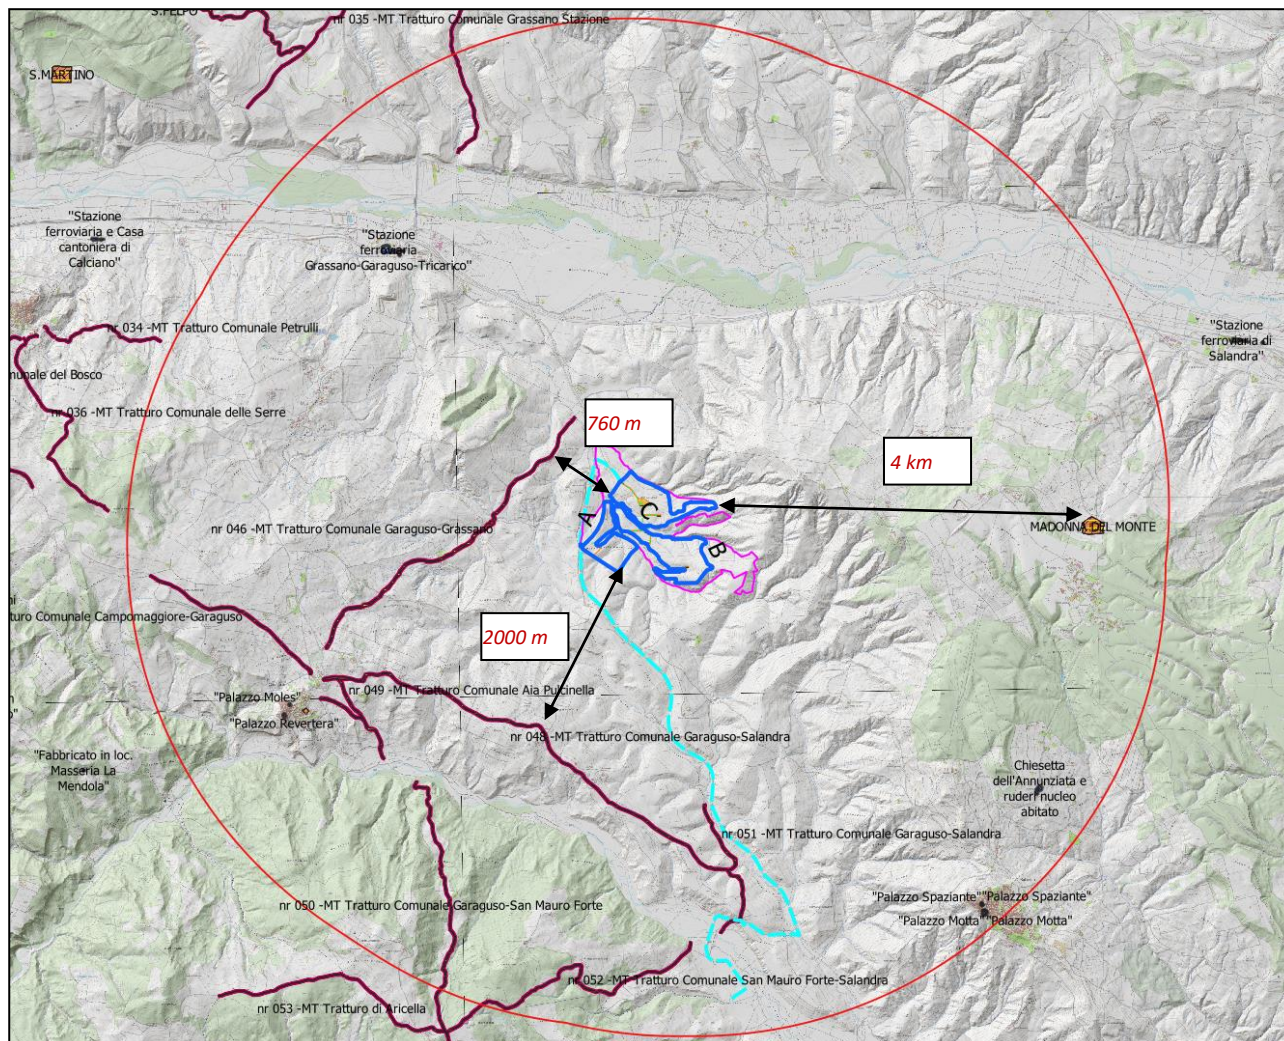 S.FELPO
nr 035 -MT Tratturo Comunale Grassano Stazione
S.MARTINO
"Stazione
ferroviaria e Casa
cantoniera di
Calciano"
"Stazione
ferroviaria
Grassano-Garaguso-Tricarico"
nr 034 -MT Tratturo Comunale Petrulli
"Stazione
ferroviaria di
Salandra"
munale del Bosco
nr 036 -MT Tratturo Comunale delle Serre
760 m
4 km
A
C
B
nr 046 -MT Tratturo Comunale Garaguso-Grassano
MADONNA DEL MONTE
turo Comunale Campomaggiore-Garaguso
2000 m
nr 049 -MT Tratturo Comunale Aia Pulcinella
"Palazzo Moles"
"Palazzo Revertera"
nr 048 -MT Tratturo Comunale Garaguso-Salandra
"Fabbricato in loc.
Masseria La
Mendola"
Chiesetta
dell'Annunziata e
ruderi nucleo
abitato
nr 051 -MT Tratturo Comunale Garaguso-Salandra
nr 050 -MT Tratturo Comunale Garaguso-San Mauro Forte
"Palazzo Spaziante" "Palazzo Spaziante"
"Palazzo Motta" "Palazzo Motta"
nr 052 -MT Tratturo Comunale San Mauro Forte-Salandra
nr 053 -MT Tratturo di Aricella